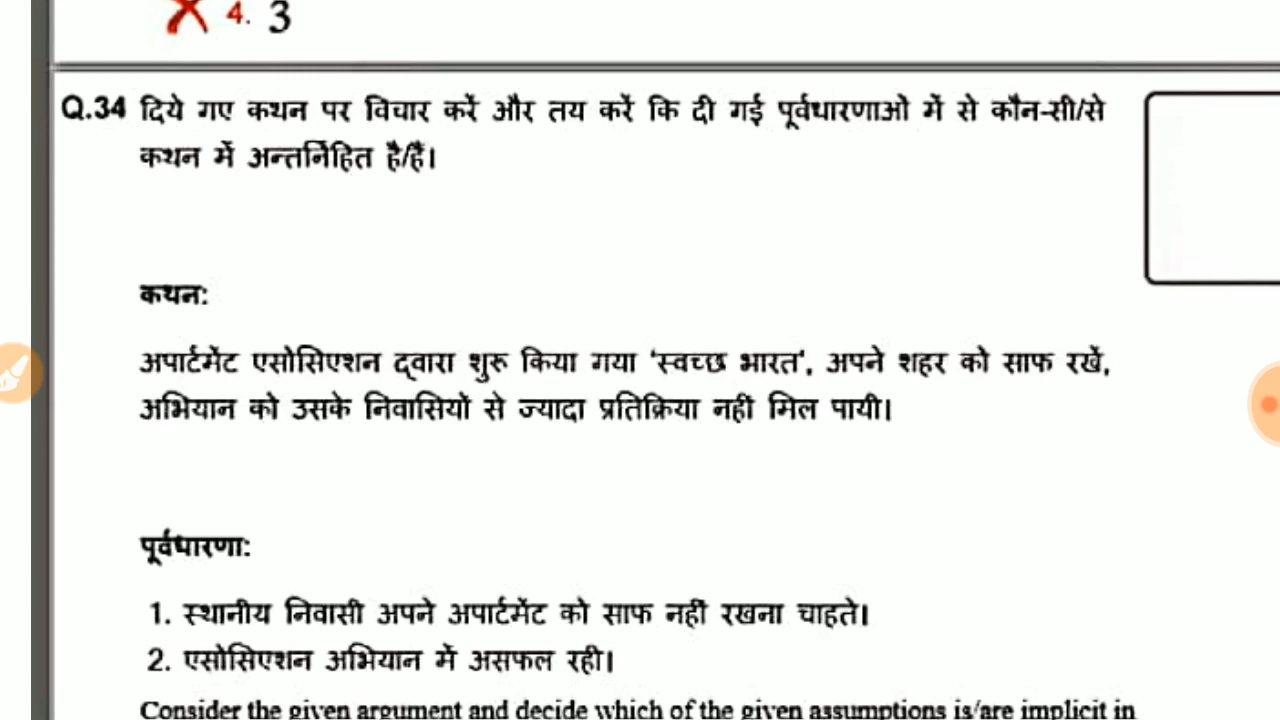 X 4. 3
Q.34 दिये गए कथन पर विचार करें और तय करें कि दी गई पूर्वधारणाओं में से कौन-सी/से
कथन में अन्तर्निहित है/हैं।
कथन:
अपार्टमेंट एसोसिएशन द्वारा शुरू किया गया 'स्वच्छ भारत', अपने शहर को साफ रखें,
अभियान को उसके निवासियों से ज्यादा प्रतिक्रिया नहीं मिल पायी।
पूर्वधारणा:
1. स्थानीय निवासी अपने अपार्टमेंट को साफ नहीं रखना चाहते।
2. एसोसिएशन अभियान में असफल रही।
Consider the given argument and decide which of the given assumptions is/are implicit in